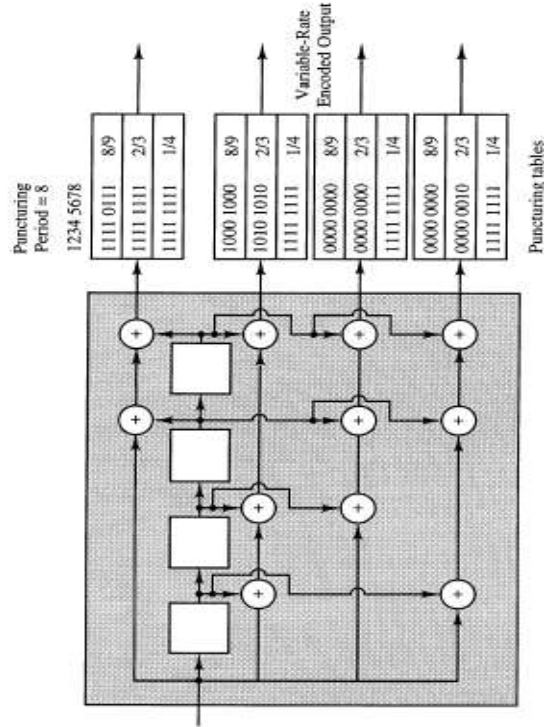 Puncturing
Period = 8
1234 5678
1111 0111 8/9
1111 1111 2/3
1111 1111 1/4
1000 1000 8/9
1010 1010 2/3
1111 1111 1/4
Variable-Rate
Encoded Output
0000 0000 8/9
0000 0000 2/3
1111 1111 1/4
0000 0000 8/9
0000 0010 2/3
1111 1111 1/4
Puncturing tables
+
+
+
+
+
+
+
+
+
+